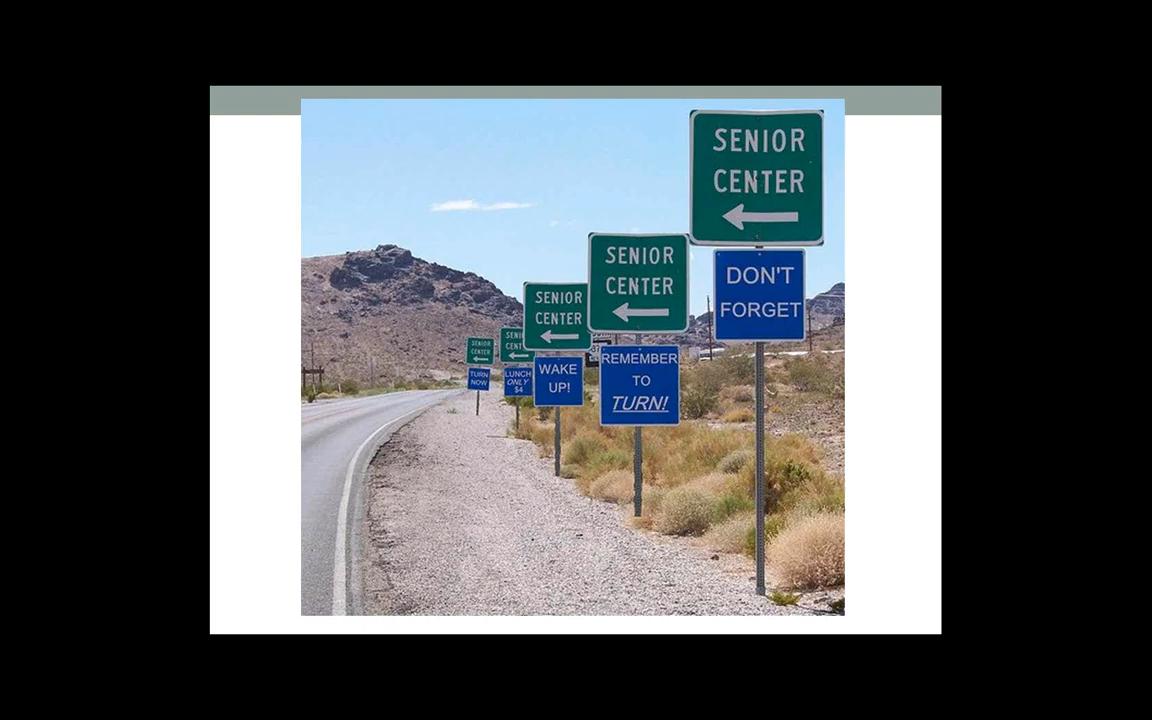 SENIOR
CENTER
DON'T
FORGET
SENIOR
CENTER
REMEMBER
TO
TURN!
SENIOR
CENTER
WAKE
UP!
LUNCH
ONLY
$4
SENIOR
CENTER
TURN
NOW